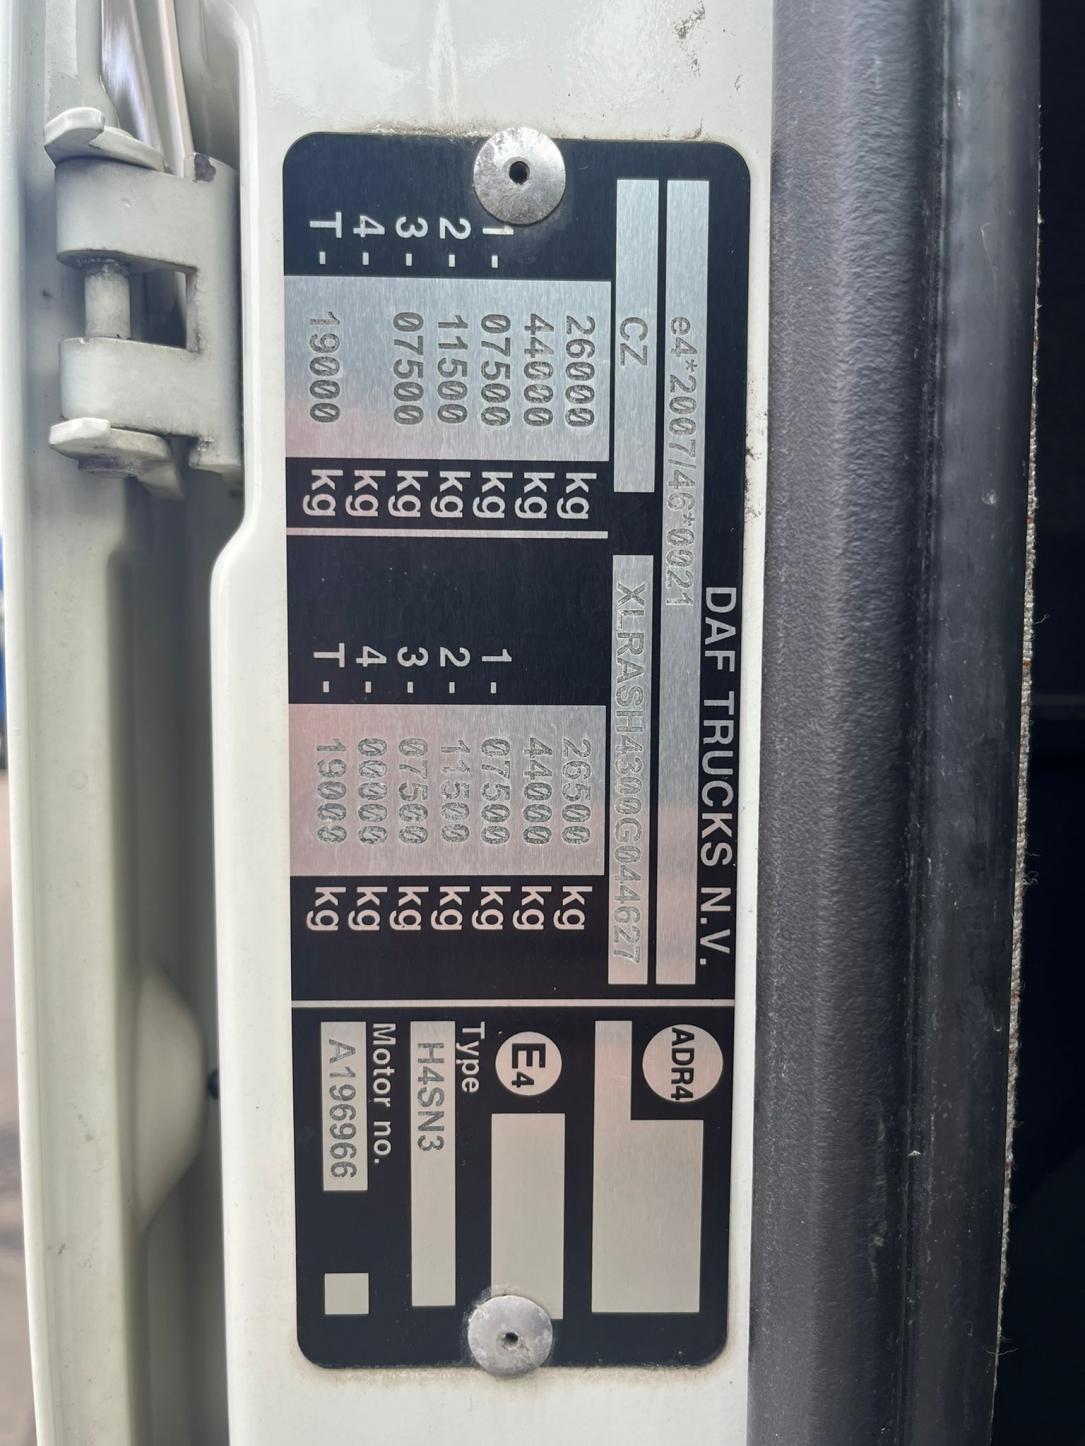 DAF TRUCKS N.V.
e4*2007/46*0021
CZ
XLRASH4300G044627
26000 kg
44000 kg
1- 07500 kg
2- 11500 kg
3- 07500 kg
4- kg
T- 19000 kg
26500 kg
44000 kg
1- 07500 kg
2- 11500 kg
3- 07500 kg
4- 00000 kg
T- 19000 kg
ADR4
E4
Type
H4SN3
Motor no.
A196966